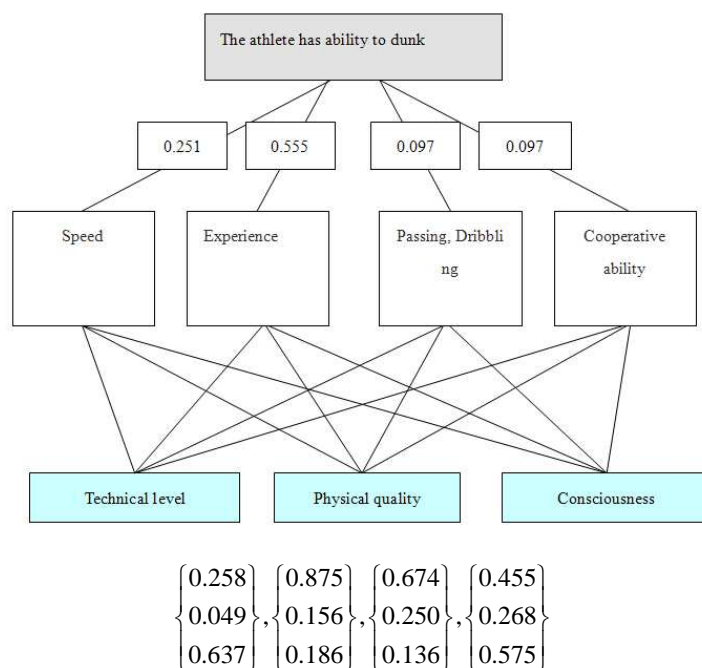 The athlete has ability to dunk
0.251 0.555 0.097 0.097
Speed Experience Passing, Dribbli Cooperative
ng ability
Technical level Physical quality Consciousness
{0.258} {0.875} {0.674} {0.455}
{0.049}, {0.156}, {0.250}, {0.268}
{0.637} {0.186} {0.136} {0.575}